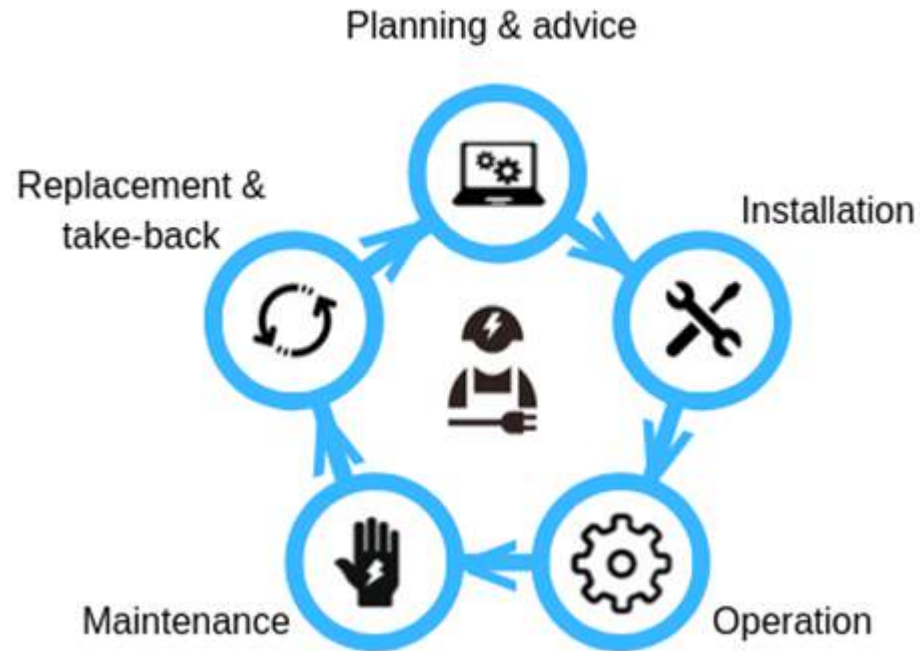 Planning & advice
Replacement &
take-back
Installation
Maintenance
Operation